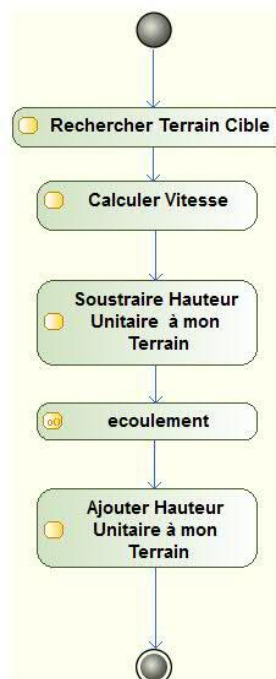 Rechercher Terrain Cible
Calculer Vitesse
Soustraire Hauteur
Unitaire à mon
Terrain
ecoulement
Ajouter Hauteur
Unitaire à mon
Terrain